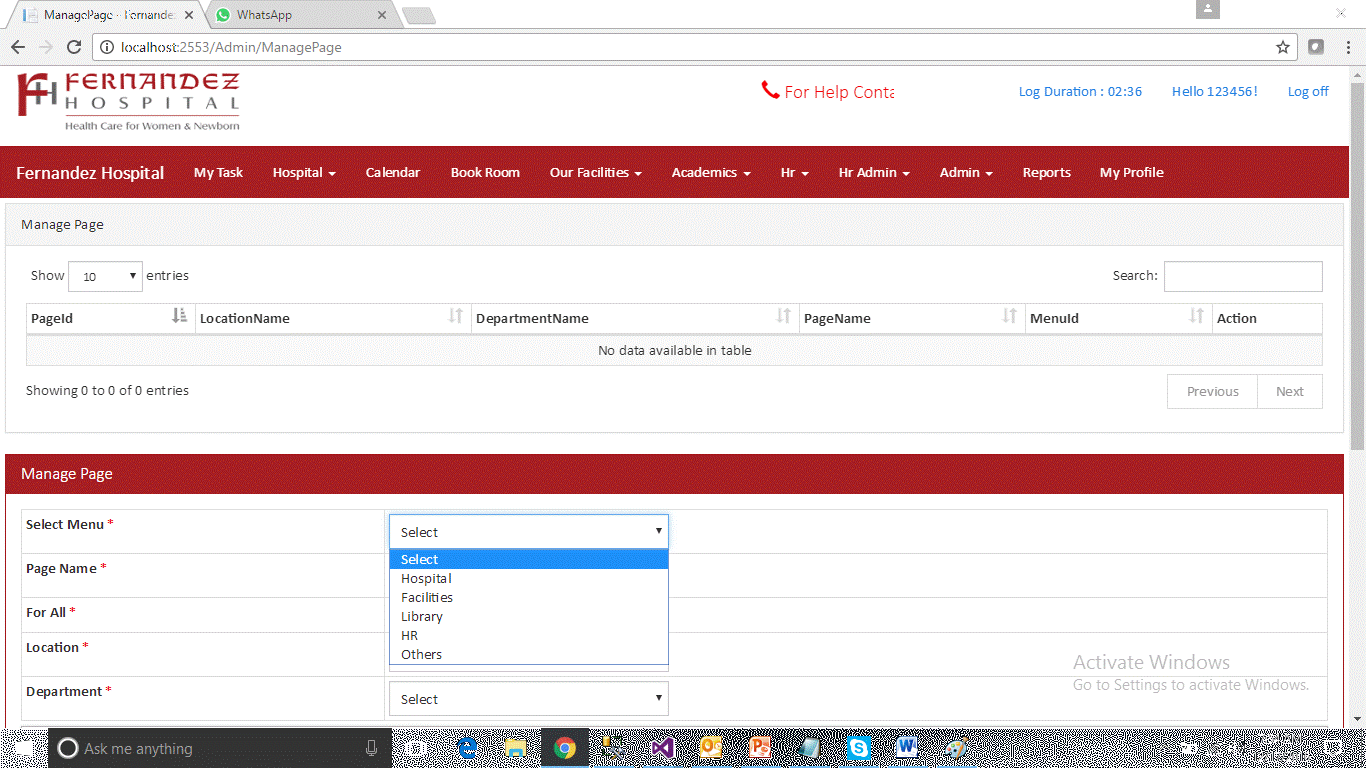 ManagePage - Fernandez
WhatsApp
localhost:2553/Admin/ManagePage
FERNANDEZ
HOSPITAL
Health Care for Women & Newborn
For Help Conta
Log Duration : 02:36 Hello 123456! Log off
Fernandez Hospital My Task Hospital Calendar Book Room Our Facilities Academics Hr Hr Admin Admin Reports My Profile
Manage Page
Show 10 entries Search:
PageId LocationName DepartmentName PageName MenuId Action
No data available in table
Showing 0 to 0 of 0 entries
Previous Next
Manage Page
Select Menu * Select
Select
Page Name *
Hospital
Facilities
For All *
Library
HR
Location *
Others
Department * Select
Activate Windows
Go to Settings to activate Windows.
Ask me anything